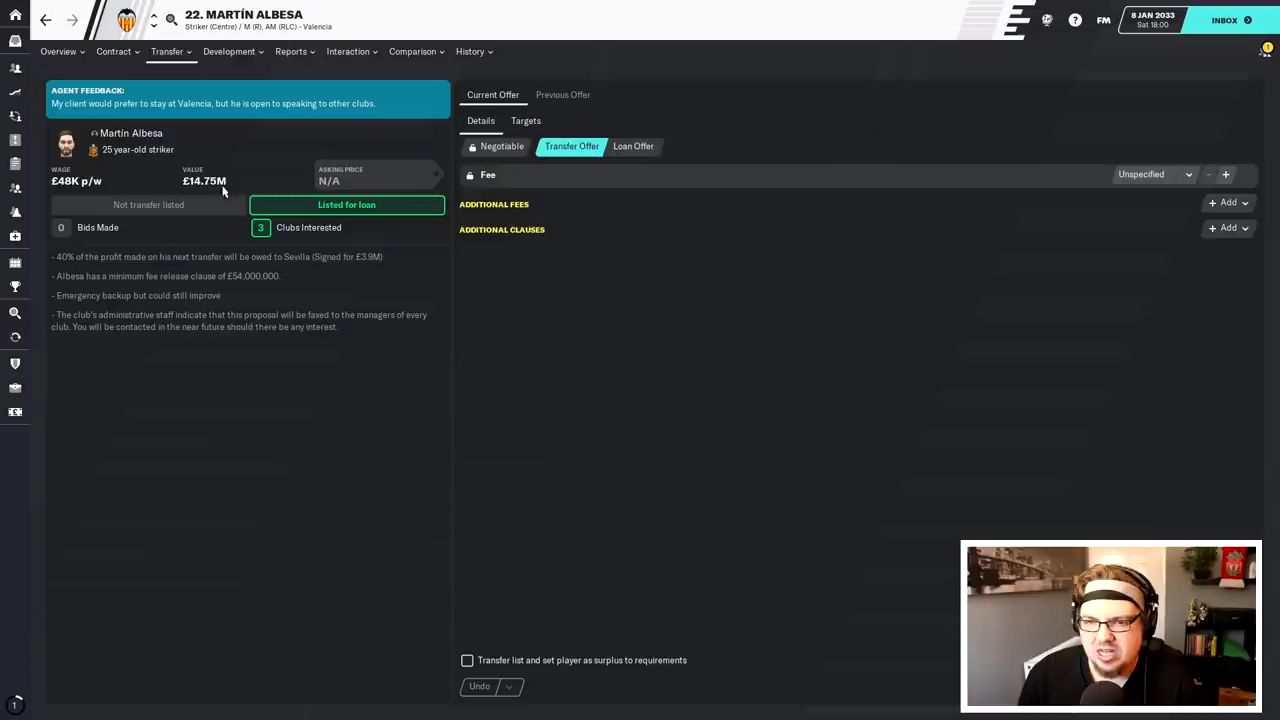 22. MARTÍN ALBESA
Striker (Centre) / M (R), AM (RLC) - Valencia
FM
8 JAN 2033
Sat 18:00
INBOX
Overview
Contract
Transfer
Development
Reports
Interaction
Comparison
History
1
AGENT FEEDBACK:
My client would prefer to stay at Valencia, but he is open to speaking to other clubs.
Martín Albesa
25 year-old striker
WAGE
£48K p/w
VALUE
£14.75M
ASKING PRICE
N/A
Not transfer listed
Listed for loan
0 Bids Made
3 Clubs Interested
- 40% of the profit made on his next transfer will be owed to Sevilla (Signed for £3.9M)
- Albesa has a minimum fee release clause of £54,000,000.
- Emergency backup but could still improve
- The club's administrative staff indicate that this proposal will be faxed to the managers of every
club. You will be contacted in the near future should there be any interest.
Current Offer
Previous Offer
Details
Targets
Negotiable
Transfer Offer
Loan Offer
Fee
Unspecified
ADDITIONAL FEES
+ Add
ADDITIONAL CLAUSES
+ Add
Transfer list and set player as surplus to requirements
Undo
1